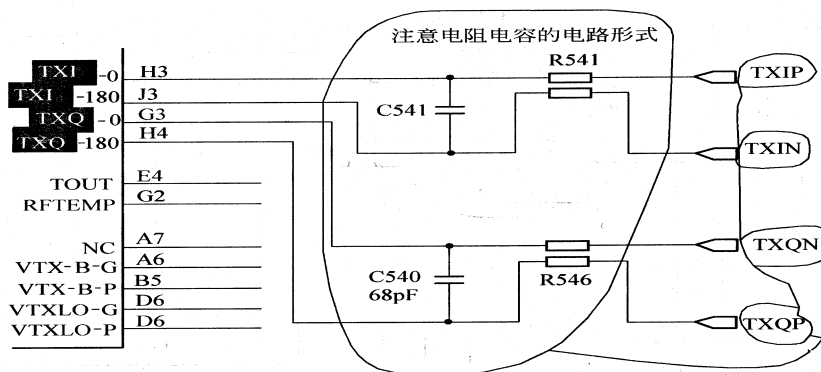 注意电阻电容的电路形式
R541
TXI -0 H3
TXIP
TXI -180 J3
TXQ -0 G3
C541
TXQ -180 H4
TXIN
TOUT E4
RFTEMP G2
NC A7
TXQN
VTX-B-G A6
C540
R546
VTX-B-P B5
68pF
VTXLO-G D6
TXQP
VTXLO-P D6